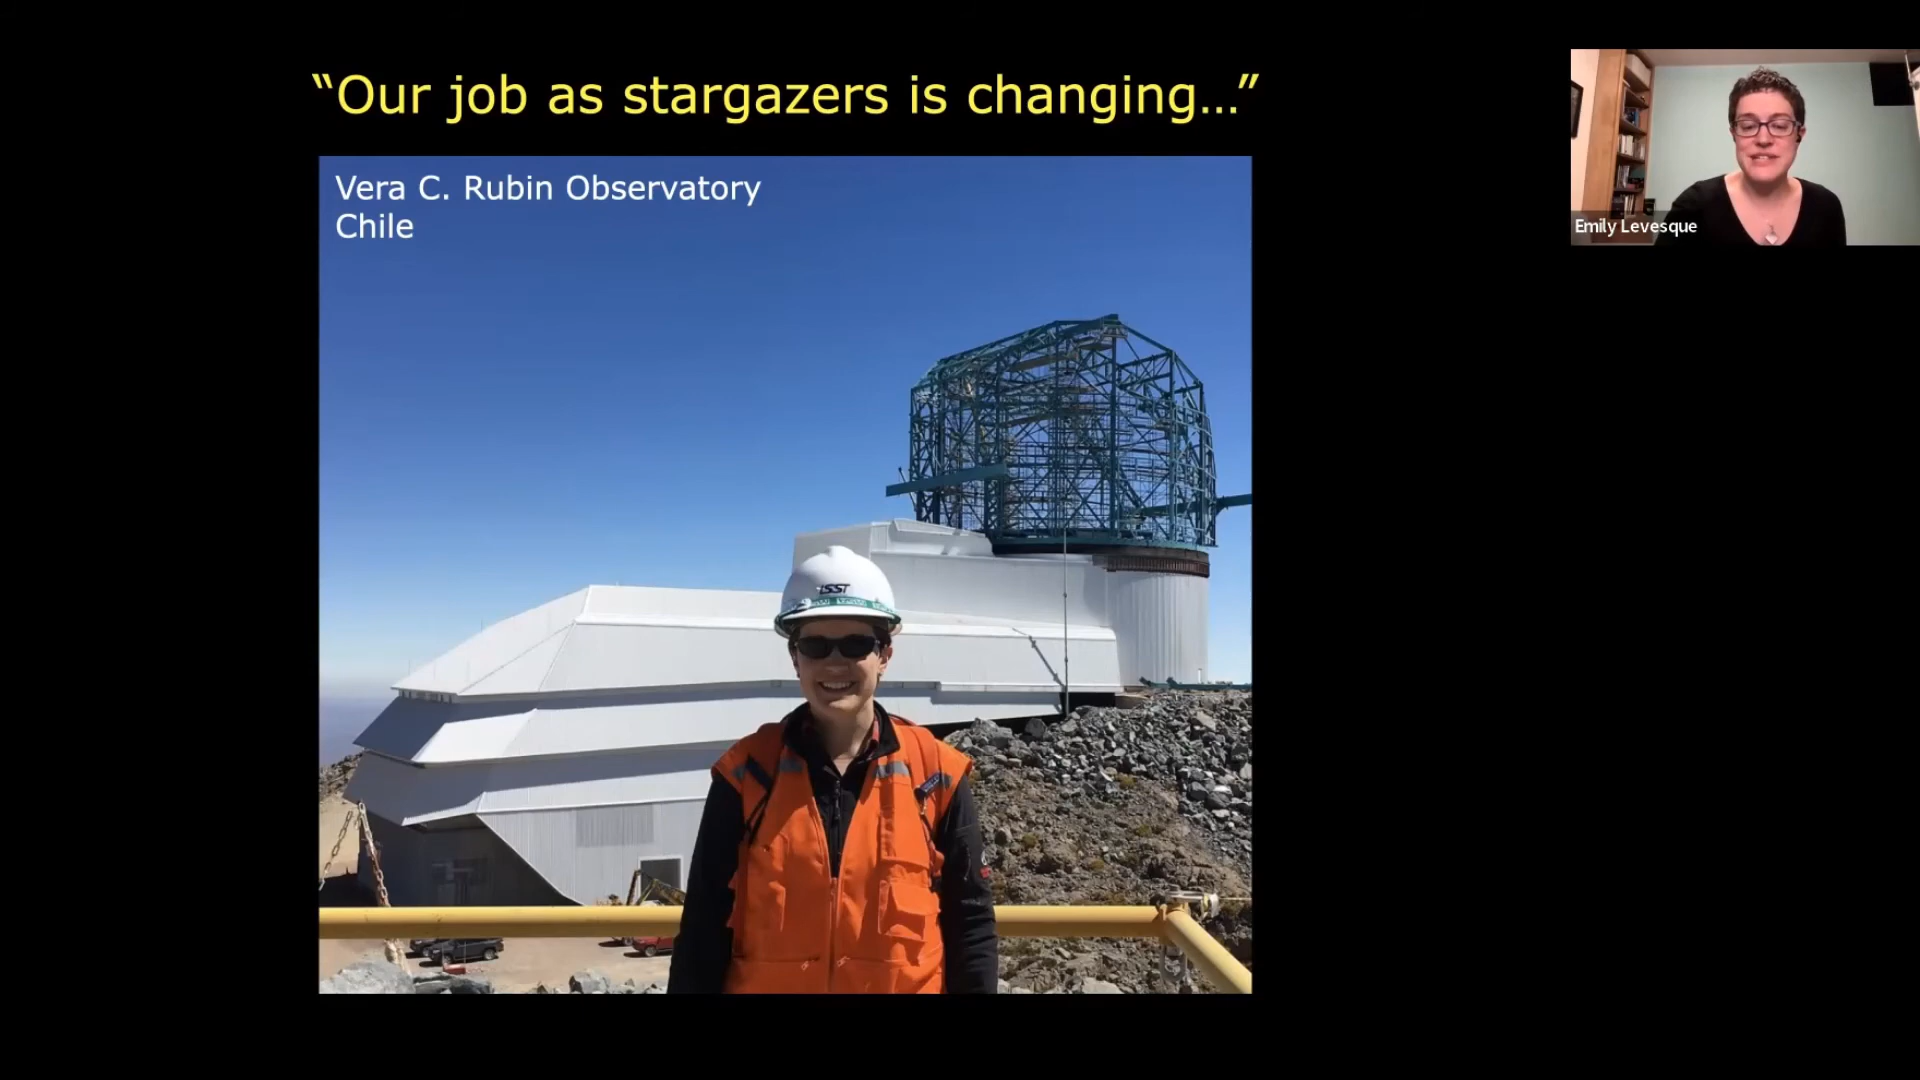 “Our job as stargazers is changing...”
Vera C. Rubin Observatory
Chile
Emily Levesque
LSST